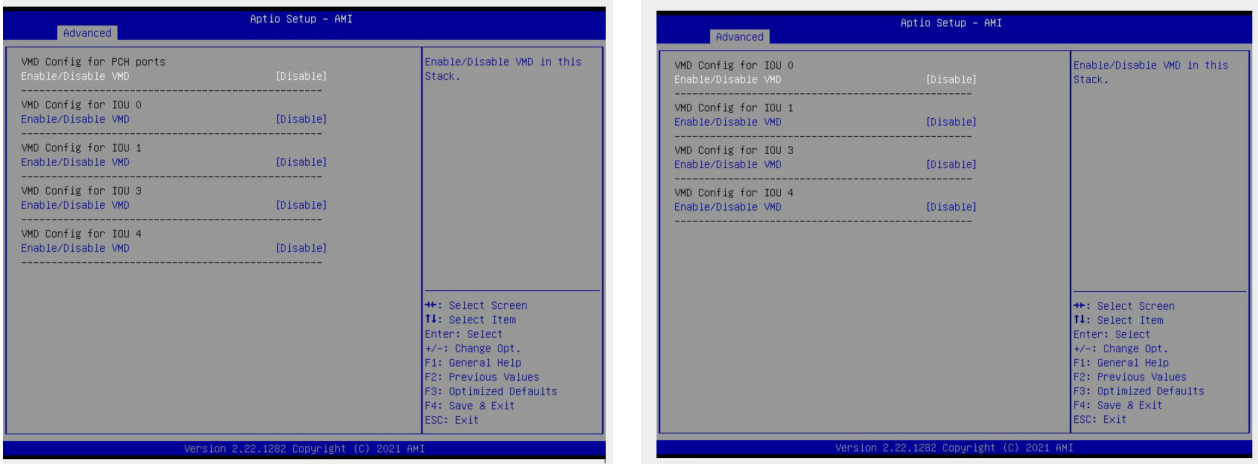 Aptio Setup – AMI
Advanced
VMD Config for PCH ports
Enable/Disable VMD [Disable]
VMD Config for IOU 0
Enable/Disable VMD [Disable]
VMD Config for IOU 1
Enable/Disable VMD [Disable]
VMD Config for IOU 3
Enable/Disable VMD [Disable]
VMD Config for IOU 4
Enable/Disable VMD [Disable]
Enable/Disable VMD in this
Stack.
→←: Select Screen
↑↓: Select Item
Enter: Select
+/-: Change Opt.
F1: General Help
F2: Previous Values
F3: Optimized Defaults
F4: Save & Exit
ESC: Exit
Version 2.22.1282 Copyright (C) 2021 AMI
Aptio Setup – AMI
Advanced
VMD Config for IOU 0
Enable/Disable VMD [Disable]
VMD Config for IOU 1
Enable/Disable VMD [Disable]
VMD Config for IOU 3
Enable/Disable VMD [Disable]
VMD Config for IOU 4
Enable/Disable VMD [Disable]
Enable/Disable VMD in this
Stack.
→←: Select Screen
↑↓: Select Item
Enter: Select
+/-: Change Opt.
F1: General Help
F2: Previous Values
F3: Optimized Defaults
F4: Save & Exit
ESC: Exit
Version 2.22.1282 Copyright (C) 2021 AMI